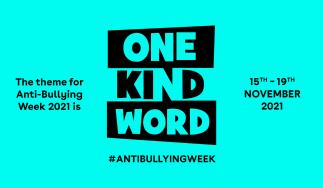 The theme for
Anti-Bullying
Week 2021 is
ONE
KIND
WORD
15TH – 19TH
NOVEMBER
2021
#ANTIBULLYINGWEEK